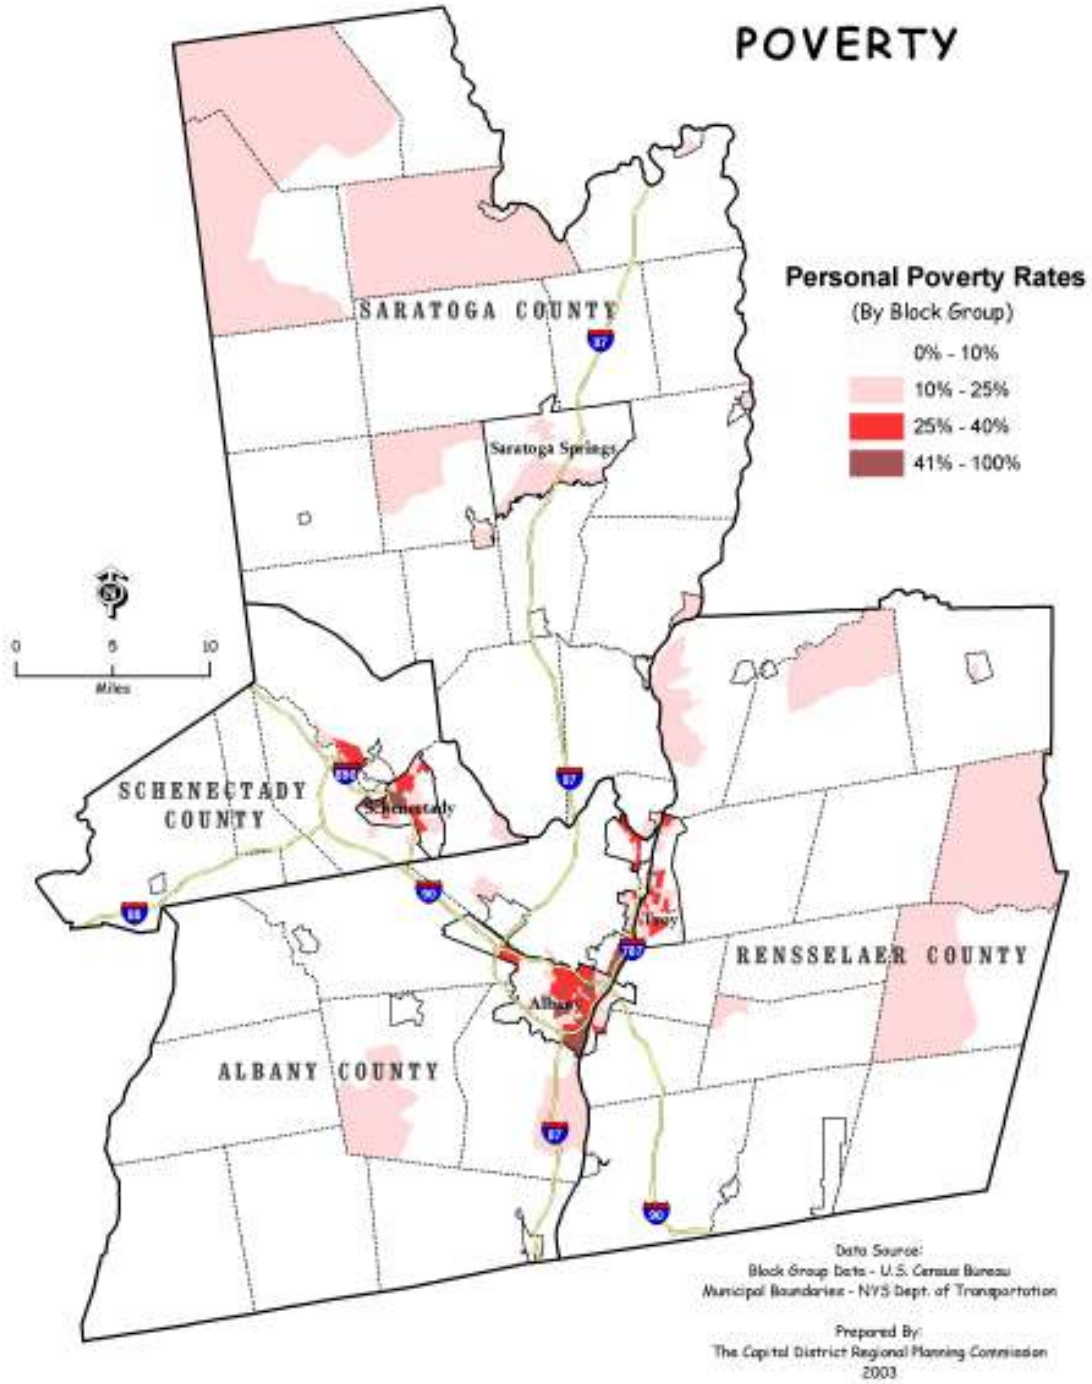 POVERTY
Personal Poverty Rates
(By Block Group)
0% - 10%
10% - 25%
25% - 40%
41% - 100%
SARATOGA COUNTY
87
Saratoga Springs
N
0 5 10
Miles
890
87
SCHENECTADY
COUNTY
Schenectady
90
88
Troy
787
RENSSELAER COUNTY
Albany
ALBANY COUNTY
87
90
Data Source:
Block Group Data - U.S. Census Bureau
Municipal Boundaries - NYS Dept. of Transportation
Prepared By:
The Capital District Regional Planning Commission
2003